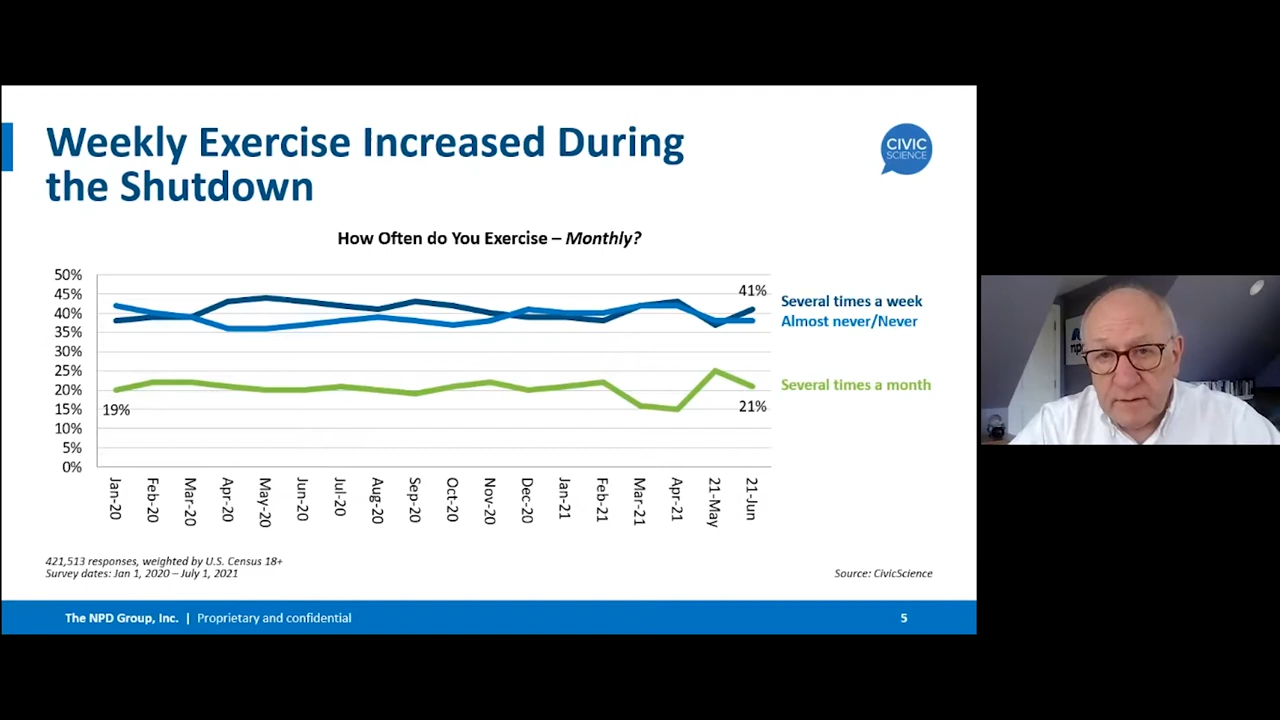 Weekly Exercise Increased During
the Shutdown
CIVIC
SCIENCE
How Often do You Exercise – Monthly?
50%
45%
40%
35%
30%
25%
20%
15%
10%
5%
0%
41%
19%
21%
Several times a week
Almost never/Never
Several times a month
Jan-20
Feb-20
Mar-20
Apr-20
May-20
Jun-20
Jul-20
Aug-20
Sep-20
Oct-20
Nov-20
Dec-20
Jan-21
Feb-21
Mar-21
Apr-21
21-May
21-Jun
421,513 responses, weighted by U.S. Census 18+
Survey dates: Jan 1, 2020 – July 1, 2021
Source: CivicScience
The NPD Group, Inc. | Proprietary and confidential
5